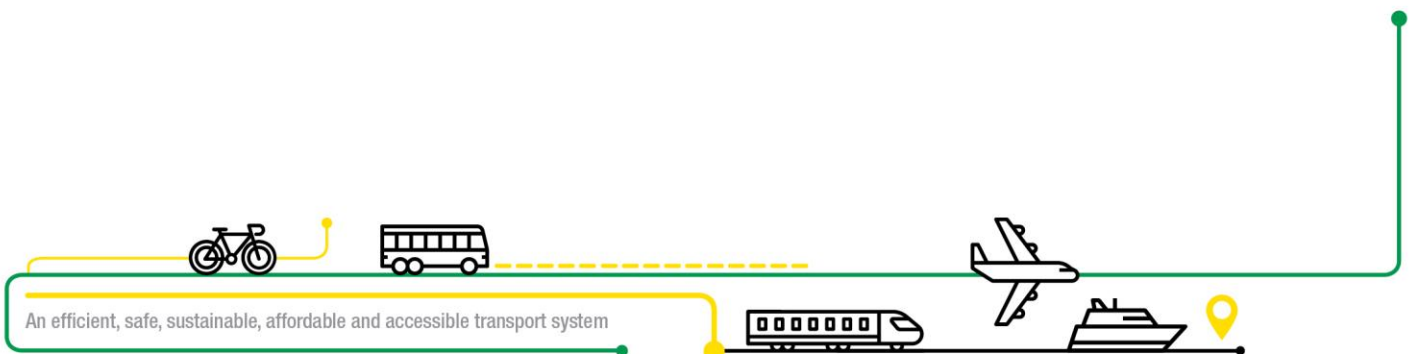 An efficient, safe, sustainable, affordable and accessible transport system